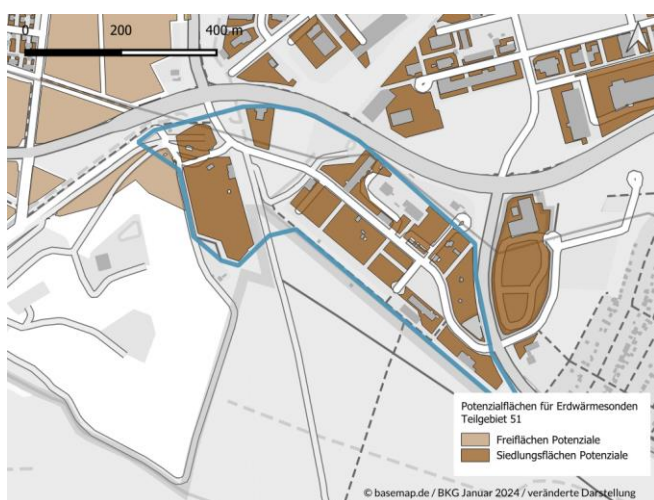 0 200 400 m
Potenzialflächen für Erdwärmesonden
Teilgebiet 51
Freiflächen Potenziale
Siedlungsflächen Potenziale
© basemap.de / BKG Januar 2024 / veränderte Darstellung